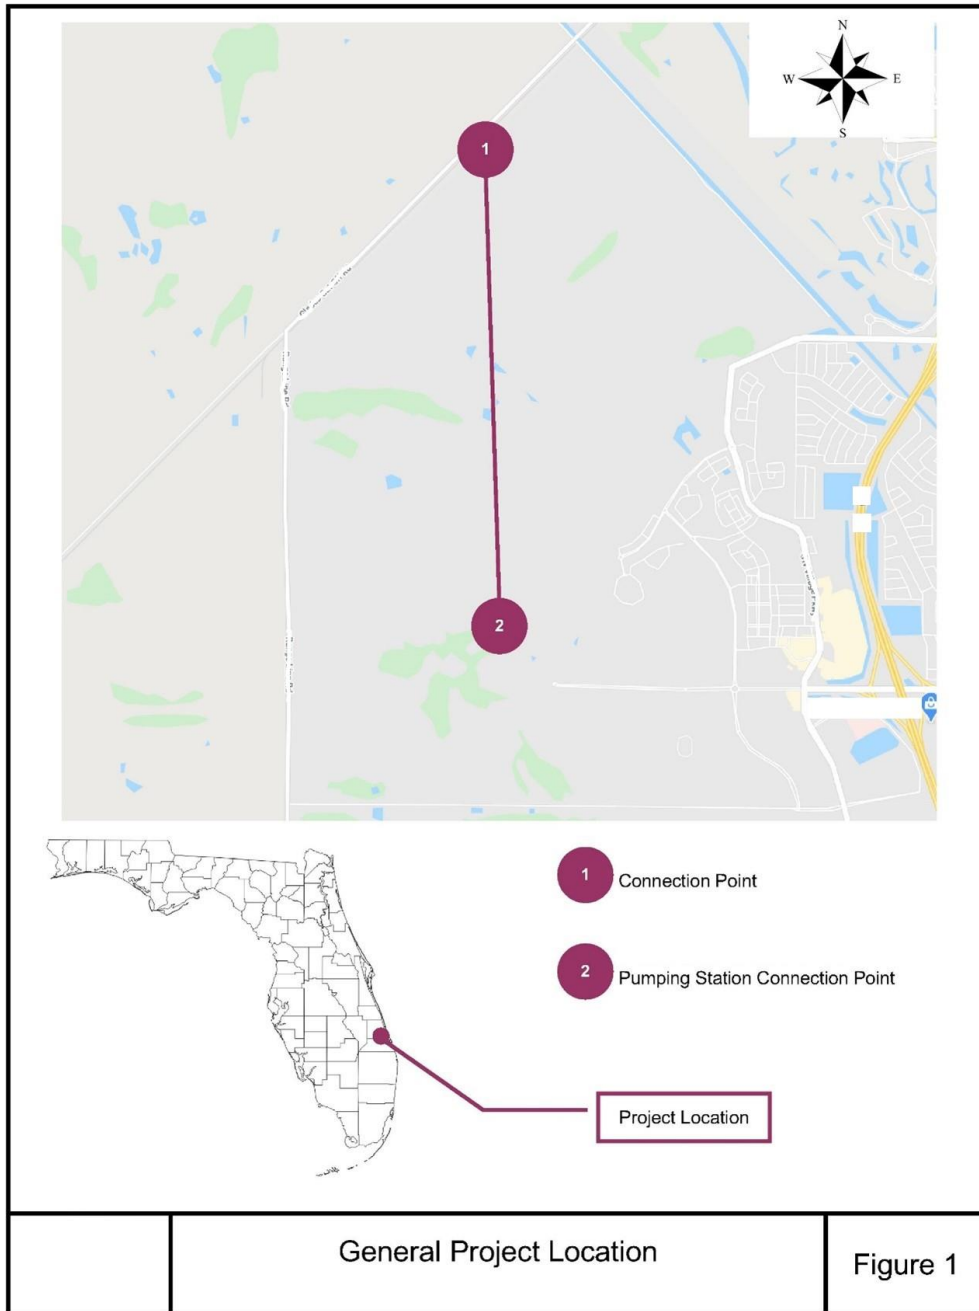 N
W E
S
1
2
1 Connection Point
2 Pumping Station Connection Point
Project Location
General Project Location
Figure 1